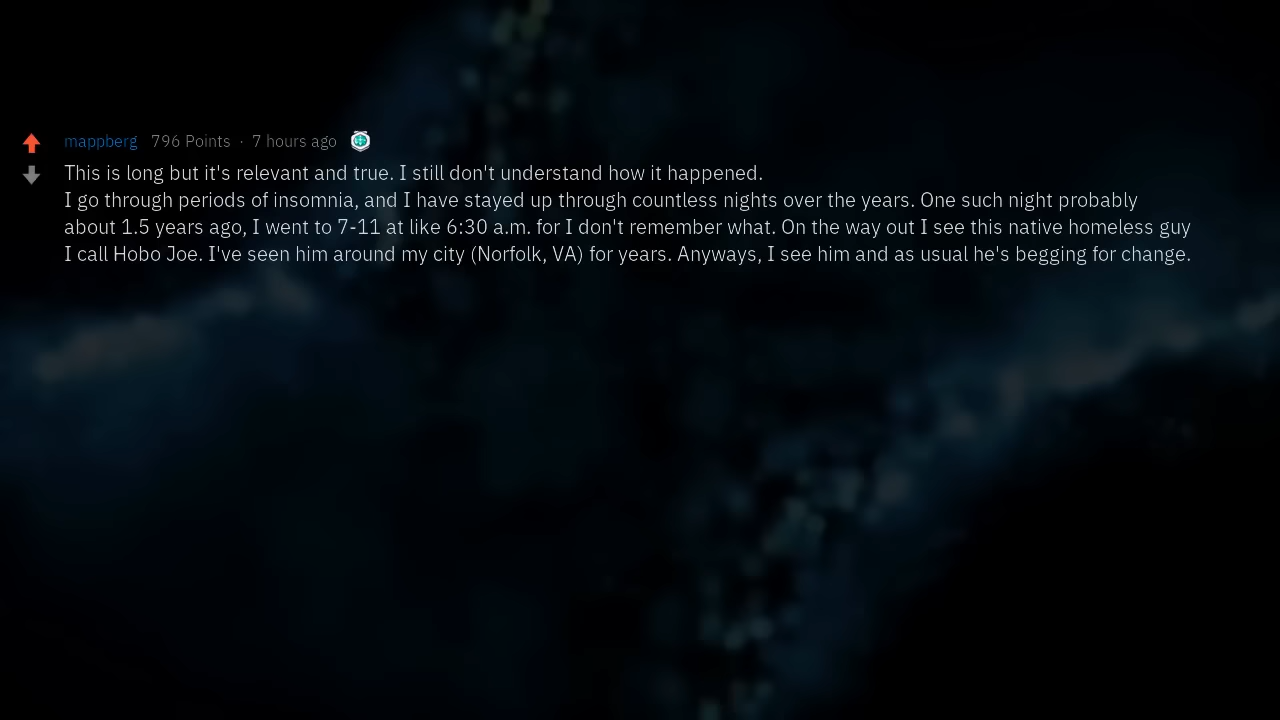 mappberg 796 Points · 7 hours ago
This is long but it's relevant and true. I still don't understand how it happened.
I go through periods of insomnia, and I have stayed up through countless nights over the years. One such night probably
about 1.5 years ago, I went to 7-11 at like 6:30 a.m. for I don't remember what. On the way out I see this native homeless guy
I call Hobo Joe. I've seen him around my city (Norfolk, VA) for years. Anyways, I see him and as usual he's begging for change.